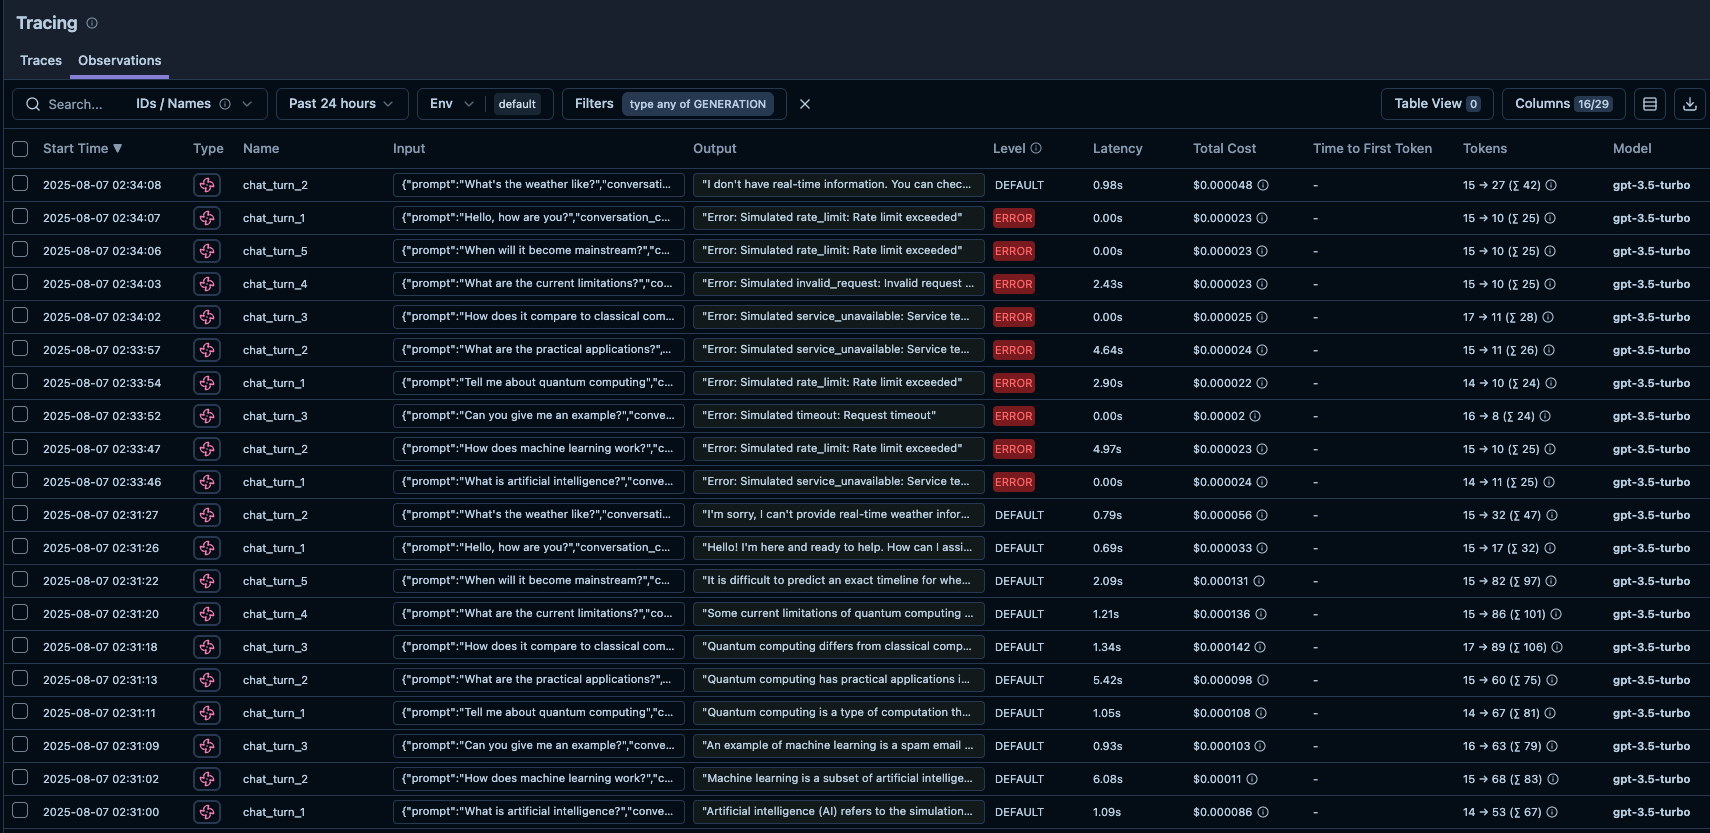 Tracing
Traces Observations
Search... IDs / Names Past 24 hours Env default Filters type any of GENERATION Table View 0 Columns 16/29
Start Time ▼ Type Name Input Output Level Latency Total Cost Time to First Token Tokens Model
2025-08-07 02:34:08 chat_turn_2 {"prompt":"What's the weather like?","conversati... "I don't have real-time information. You can chec... DEFAULT 0.98s $0.000048 - 15 → 27 (∑ 42) gpt-3.5-turbo
2025-08-07 02:34:07 chat_turn_1 {"prompt":"Hello, how are you?","conversation_c... "Error: Simulated rate_limit: Rate limit exceeded" ERROR 0.00s $0.000023 - 15 → 10 (∑ 25) gpt-3.5-turbo
2025-08-07 02:34:06 chat_turn_5 {"prompt":"When will it become mainstream?","c... "Error: Simulated rate_limit: Rate limit exceeded" ERROR 0.00s $0.000023 - 15 → 10 (∑ 25) gpt-3.5-turbo
2025-08-07 02:34:03 chat_turn_4 {"prompt":"What are the current limitations?","co... "Error: Simulated invalid_request: Invalid request ... ERROR 2.43s $0.000023 - 15 → 10 (∑ 25) gpt-3.5-turbo
2025-08-07 02:34:02 chat_turn_3 {"prompt":"How does it compare to classical com... "Error: Simulated service_unavailable: Service te... ERROR 0.00s $0.000025 - 17 → 11 (∑ 28) gpt-3.5-turbo
2025-08-07 02:33:57 chat_turn_2 {"prompt":"What are the practical applications?",... "Error: Simulated service_unavailable: Service te... ERROR 4.64s $0.000024 - 15 → 11 (∑ 26) gpt-3.5-turbo
2025-08-07 02:33:54 chat_turn_1 {"prompt":"Tell me about quantum computing","c... "Error: Simulated rate_limit: Rate limit exceeded" ERROR 2.90s $0.000022 - 14 → 10 (∑ 24) gpt-3.5-turbo
2025-08-07 02:33:52 chat_turn_3 {"prompt":"Can you give me an example?","conve... "Error: Simulated timeout: Request timeout" ERROR 0.00s $0.00002 - 16 → 8 (∑ 24) gpt-3.5-turbo
2025-08-07 02:33:47 chat_turn_2 {"prompt":"How does machine learning work?","c... "Error: Simulated rate_limit: Rate limit exceeded" ERROR 4.97s $0.000023 - 15 → 10 (∑ 25) gpt-3.5-turbo
2025-08-07 02:33:46 chat_turn_1 {"prompt":"What is artificial intelligence?","conve... "Error: Simulated service_unavailable: Service te... ERROR 0.00s $0.000024 - 14 → 11 (∑ 25) gpt-3.5-turbo
2025-08-07 02:31:27 chat_turn_2 {"prompt":"What's the weather like?","conversati... "I'm sorry, I can't provide real-time weather infor... DEFAULT 0.79s $0.000056 - 15 → 32 (∑ 47) gpt-3.5-turbo
2025-08-07 02:31:26 chat_turn_1 {"prompt":"Hello, how are you?","conversation_c... "Hello! I'm here and ready to help. How can I assi... DEFAULT 0.69s $0.000033 - 15 → 17 (∑ 32) gpt-3.5-turbo
2025-08-07 02:31:22 chat_turn_5 {"prompt":"When will it become mainstream?","c... "It is difficult to predict an exact timeline for whe... DEFAULT 2.09s $0.000131 - 15 → 82 (∑ 97) gpt-3.5-turbo
2025-08-07 02:31:20 chat_turn_4 {"prompt":"What are the current limitations?","co... "Some current limitations of quantum computing ... DEFAULT 1.21s $0.000136 - 15 → 86 (∑ 101) gpt-3.5-turbo
2025-08-07 02:31:18 chat_turn_3 {"prompt":"How does it compare to classical com... "Quantum computing differs from classical comp... DEFAULT 1.34s $0.000142 - 17 → 89 (∑ 106) gpt-3.5-turbo
2025-08-07 02:31:13 chat_turn_2 {"prompt":"What are the practical applications?",... "Quantum computing has practical applications i... DEFAULT 5.42s $0.000098 - 15 → 60 (∑ 75) gpt-3.5-turbo
2025-08-07 02:31:11 chat_turn_1 {"prompt":"Tell me about quantum computing","c... "Quantum computing is a type of computation th... DEFAULT 1.05s $0.000108 - 14 → 67 (∑ 81) gpt-3.5-turbo
2025-08-07 02:31:09 chat_turn_3 {"prompt":"Can you give me an example?","conve... "An example of machine learning is a spam email ... DEFAULT 0.93s $0.000103 - 16 → 63 (∑ 79) gpt-3.5-turbo
2025-08-07 02:31:02 chat_turn_2 {"prompt":"How does machine learning work?","c... "Machine learning is a subset of artificial intellige... DEFAULT 6.08s $0.00011 - 15 → 68 (∑ 83) gpt-3.5-turbo
2025-08-07 02:31:00 chat_turn_1 {"prompt":"What is artificial intelligence?","conve... "Artificial intelligence (AI) refers to the simulation... DEFAULT 1.09s $0.000086 - 14 → 53 (∑ 67) gpt-3.5-turbo